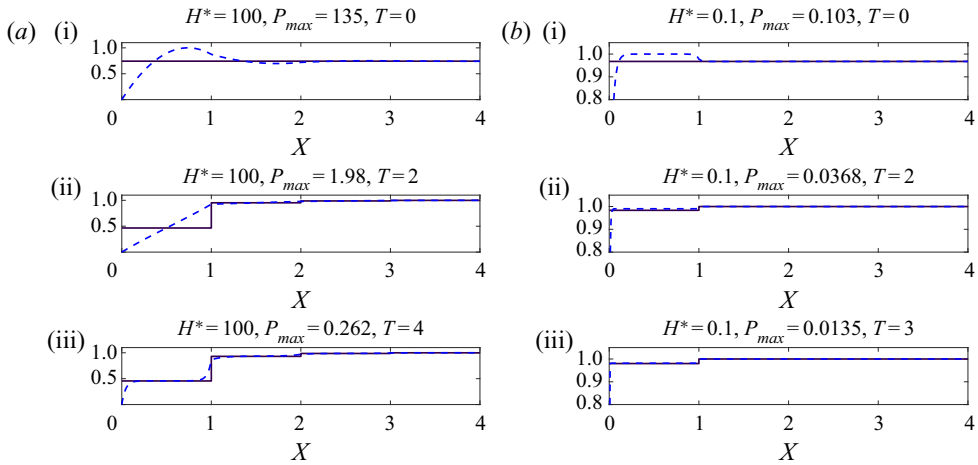 (a) (i) H* = 100, P_max = 135, T = 0
1.0
0.5
0 1 2 3 4
X
(ii) H* = 100, P_max = 1.98, T = 2
1.0
0.5
0 1 2 3 4
X
(iii) H* = 100, P_max = 0.262, T = 4
1.0
0.5
0 1 2 3 4
X
(b) (i) H* = 0.1, P_max = 0.103, T = 0
1.0
0.9
0.8
0 1 2 3 4
X
(ii) H* = 0.1, P_max = 0.0368, T = 2
1.0
0.9
0.8
0 1 2 3 4
X
(iii) H* = 0.1, P_max = 0.0135, T = 3
1.0
0.9
0.8
0 1 2 3 4
X